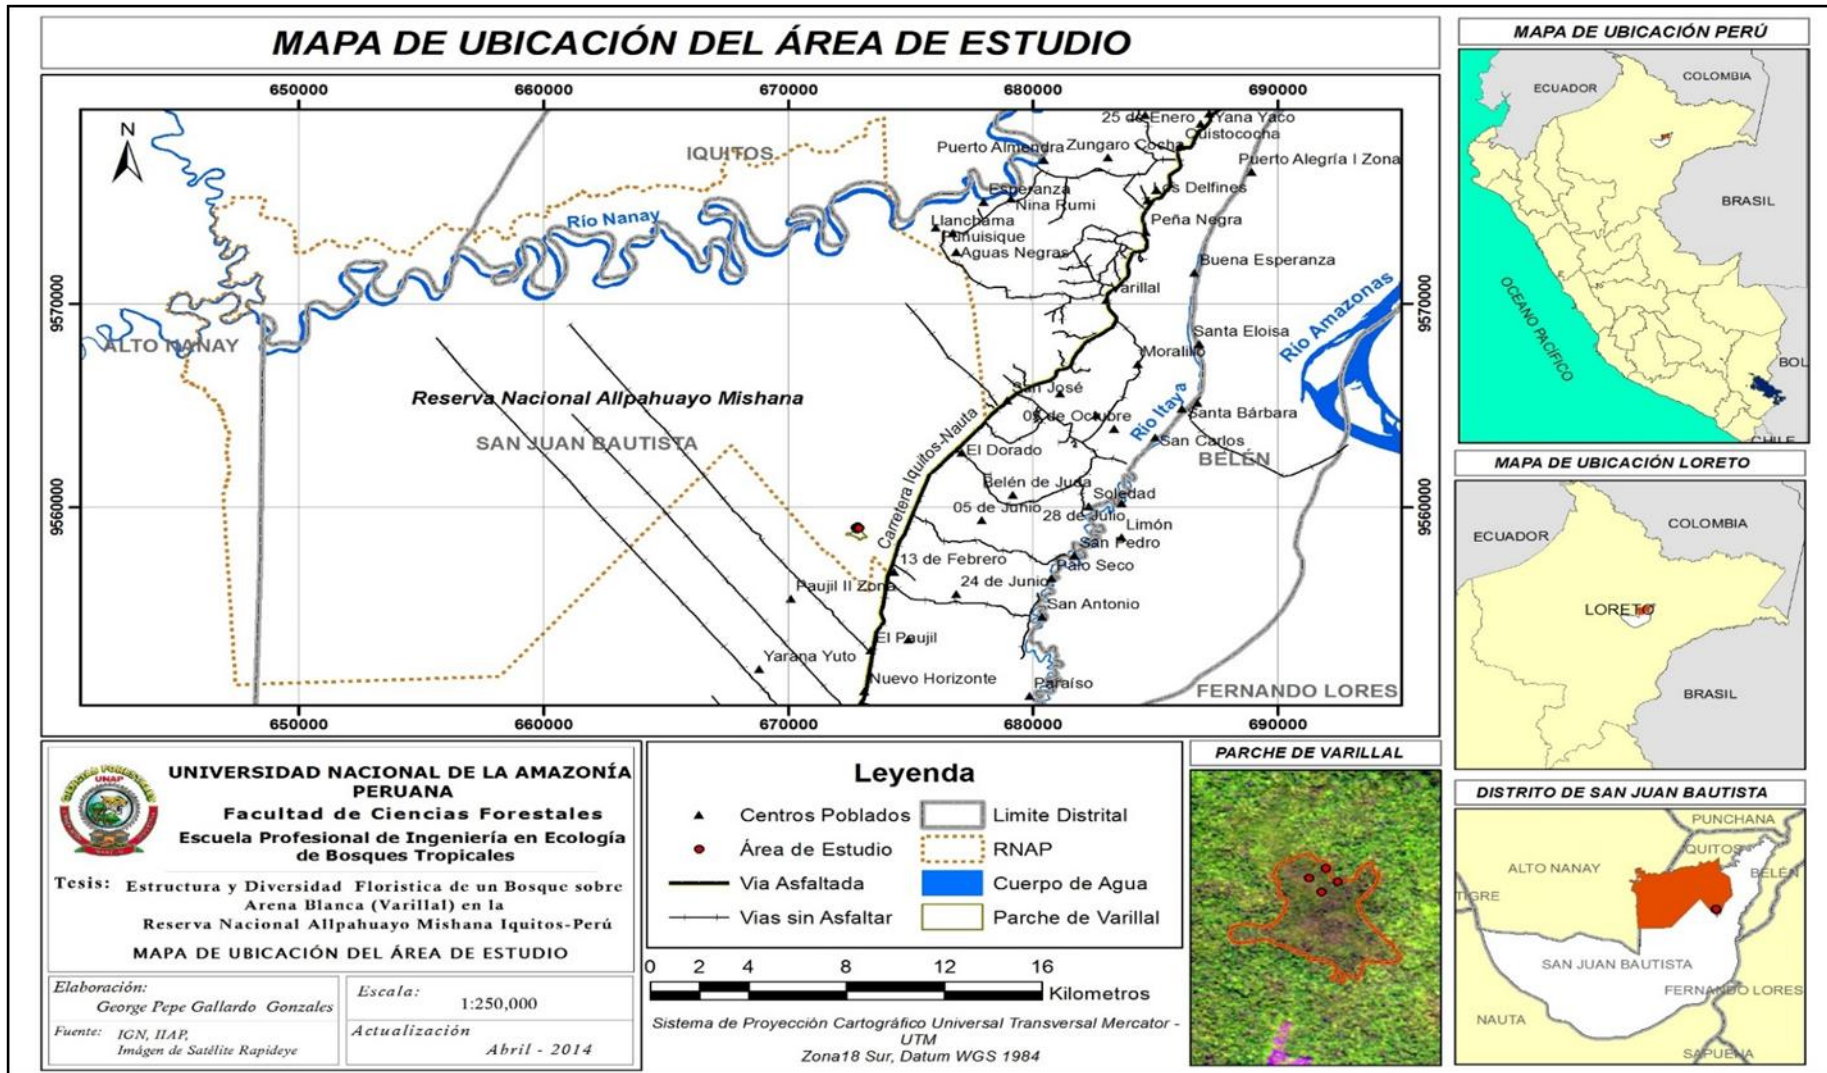 MAPA DE UBICACIÓN DEL ÁREA DE ESTUDIO
650000 660000 670000 680000 690000
N
IQUITOS
25 de Enero
Yana Yaco
Quistococha
Puerto Almendra
Zungaro Cocha
Puerto Alegría I Zona
Esperanza
Los Delfines
Nina Rumi
Río Nanay
Llanchama
Peña Negra
Punuisique
Aguas Negras
Buena Esperanza
9570000
Varillal
9570000
Río Amazonas
ALTO NANAY
Santa Eloisa
Moralillo
Reserva Nacional Allpahuayo Mishana
San José
Río Itaya
Santa Bárbara
SAN JUAN BAUTISTA
San Carlos
BELÉN
Carretera Iquitos-Nauta
El Dorado
Belén de Juda
Soledad
9560000
05 de Junio
28 de Julio
9560000
Limón
San Pedro
13 de Febrero
Palo Seco
24 de Junio
Paujil II Zona
San Antonio
El Paujil
Yarana Yuto
Nuevo Horizonte
Paraíso
FERNANDO LORES
650000 660000 670000 680000 690000
MAPA DE UBICACIÓN PERÚ
ECUADOR
COLOMBIA
BRASIL
OCEANO PACÍFICO
BOL
CHILE
MAPA DE UBICACIÓN LORETO
ECUADOR
COLOMBIA
LORETO
BRASIL
DISTRITO DE SAN JUAN BAUTISTA
PUNCHANA
IQUITOS
ALTO NANAY
BELÉN
TIGRE
SAN JUAN BAUTISTA
FERNANDO LORES
NAUTA
SAPUENA
UNAP
UNIVERSIDAD NACIONAL DE LA AMAZONÍA
PERUANA
Facultad de Ciencias Forestales
Escuela Profesional de Ingeniería en Ecología
de Bosques Tropicales
Tesis: Estructura y Diversidad Floristica de un Bosque sobre
Arena Blanca (Varillal) en la
Reserva Nacional Allpahuayo Mishana Iquitos-Perú
MAPA DE UBICACIÓN DEL ÁREA DE ESTUDIO
Elaboración:
George Pepe Gallardo Gonzales
Escala:
1:250,000
Fuente: IGN, IIAP,
Imágen de Satélite Rapideye
Actualización
Abril - 2014
Leyenda
Centros Poblados
Limite Distrital
Área de Estudio
RNAP
Via Asfaltada
Cuerpo de Agua
Vias sin Asfaltar
Parche de Varillal
0 2 4 8 12 16
Kilometros
Sistema de Proyección Cartográfico Universal Transversal Mercator -
UTM
Zona18 Sur, Datum WGS 1984
PARCHE DE VARILLAL